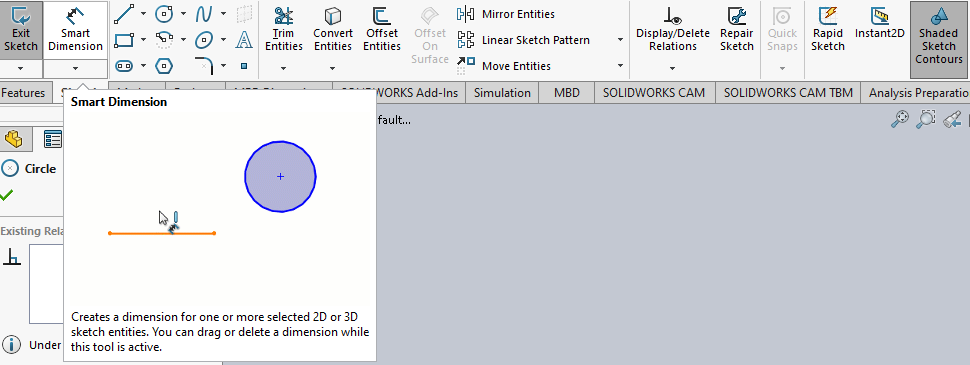 Exit Sketch
Smart Dimension
Trim Entities
Convert Entities
Offset Entities
Offset On Surface
Mirror Entities
Linear Sketch Pattern
Move Entities
Display/Delete Relations
Repair Sketch
Quick Snaps
Rapid Sketch
Instant2D
Shaded Sketch Contours
Features
SOLIDWORKS Add-Ins
Simulation
MBD
SOLIDWORKS CAM
SOLIDWORKS CAM TBM
Analysis Preparatio
Smart Dimension
fault...
Circle
Existing Rela
Under
Creates a dimension for one or more selected 2D or 3D
sketch entities. You can drag or delete a dimension while
this tool is active.